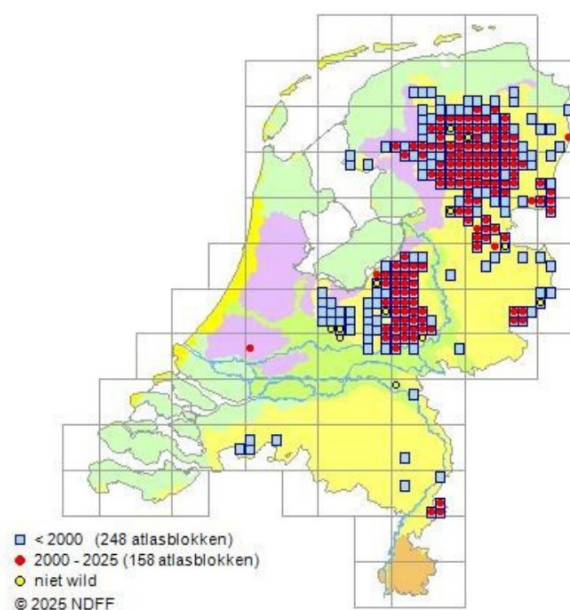 < 2000 (248 atlasblokken)
2000 - 2025 (158 atlasblokken)
niet wild
© 2025 NDFF